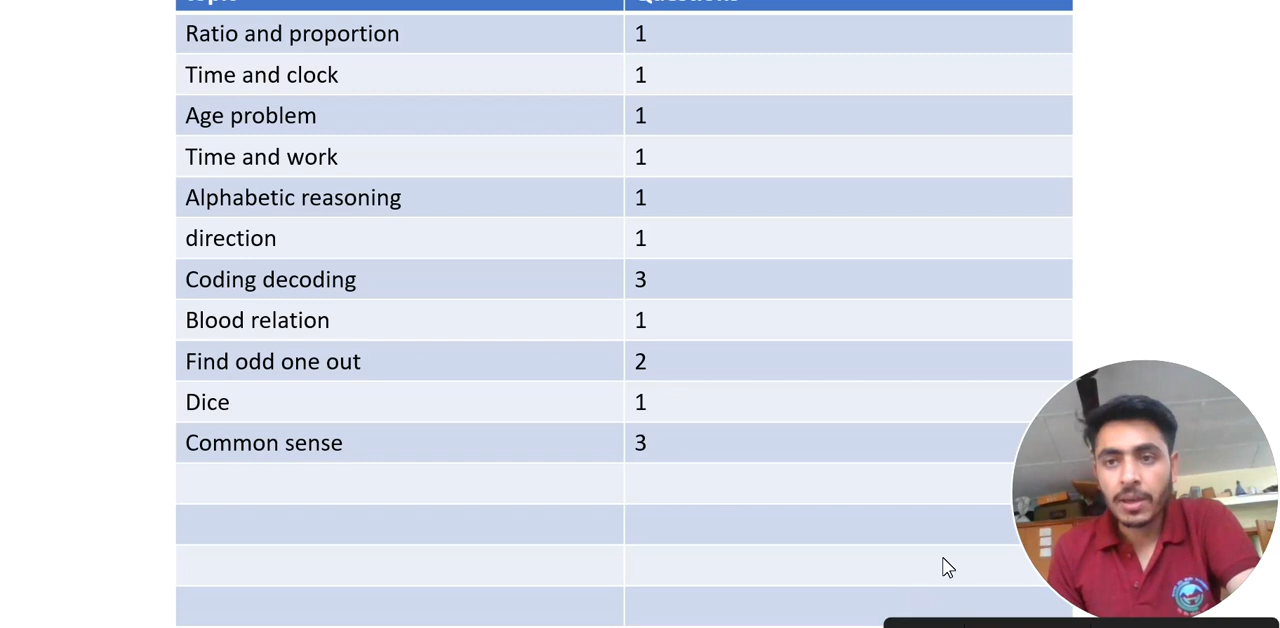 Ratio and proportion 1
Time and clock 1
Age problem 1
Time and work 1
Alphabetic reasoning 1
direction 1
Coding decoding 3
Blood relation 1
Find odd one out 2
Dice 1
Common sense 3